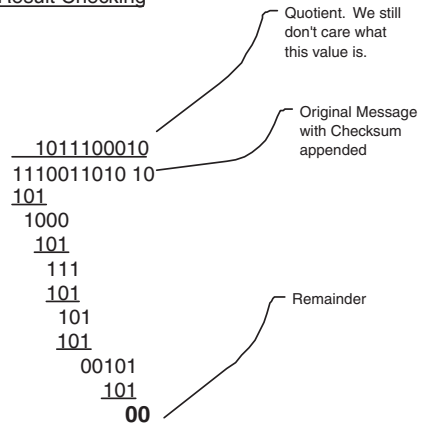 Result Checking
Quotient. We still
don't care what
this value is.
Original Message
with Checksum
appended
1011100010
1110011010 10
101
1000
101
111
101
101
101
00101
101
00
Remainder